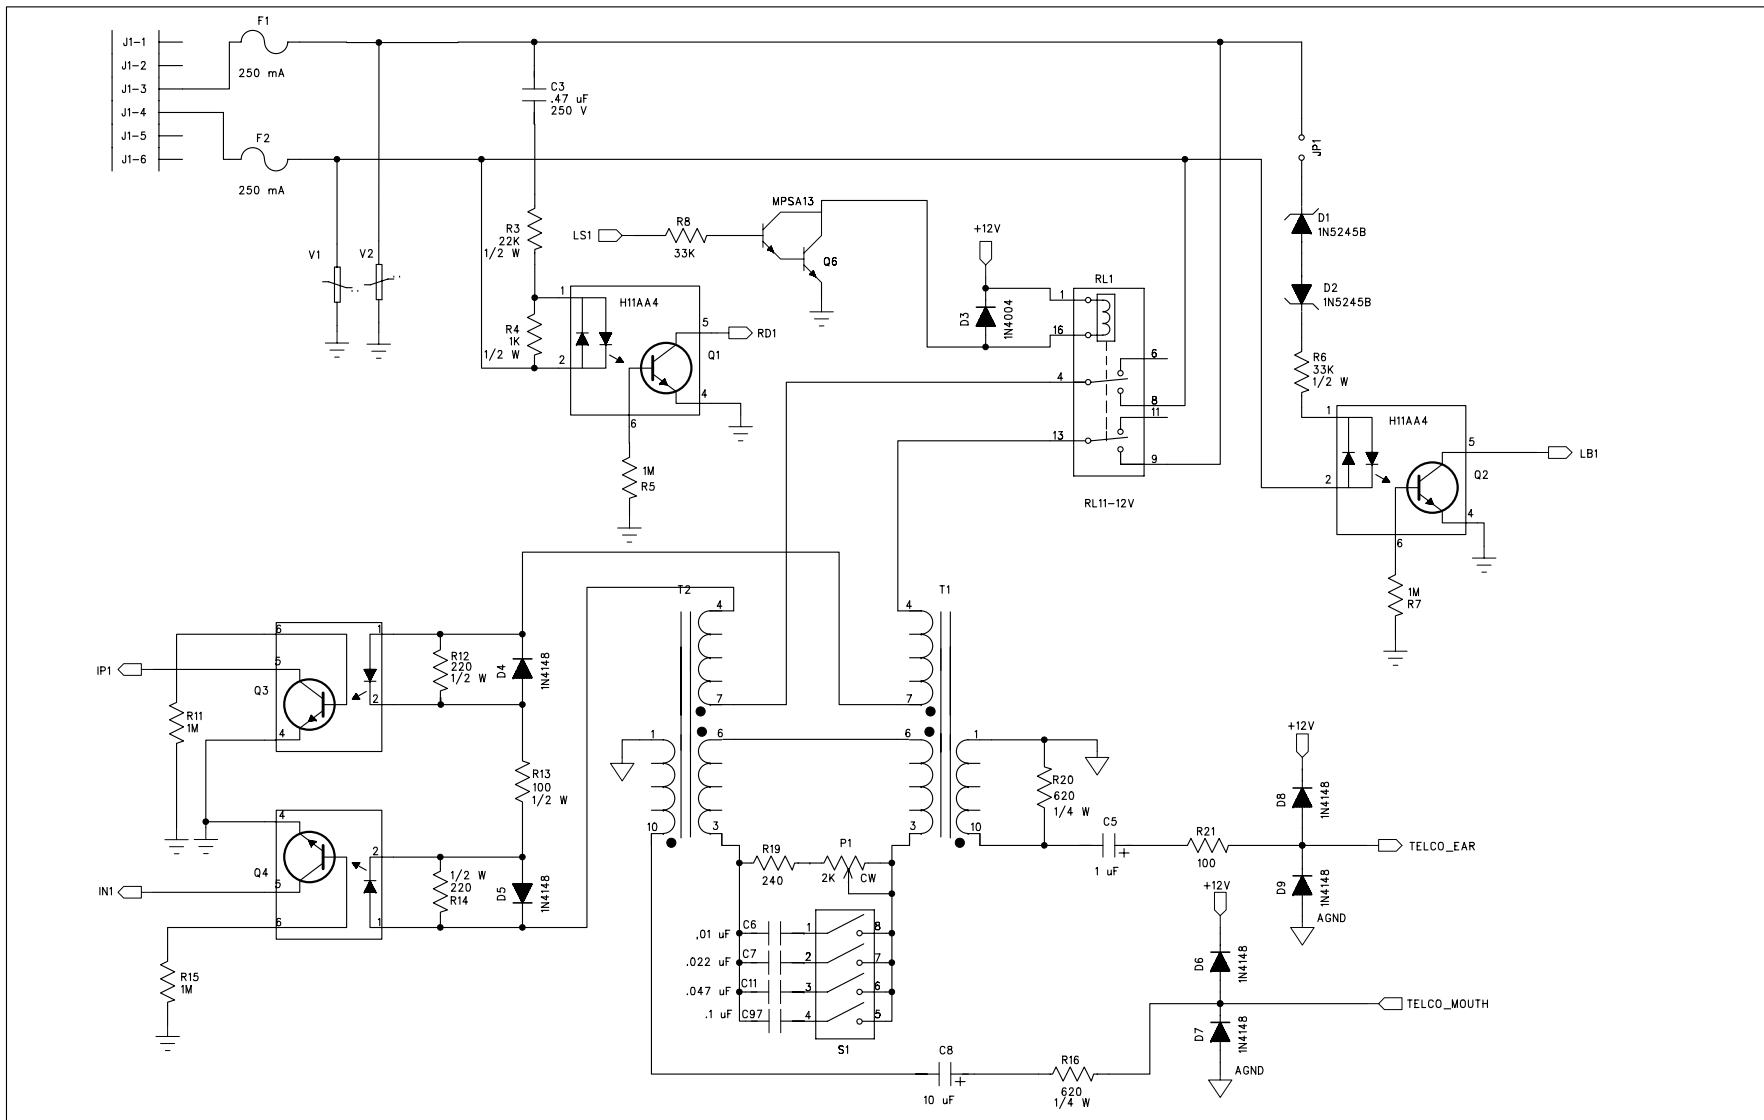 F1
J1-1
J1-2
J1-3
J1-4
J1-5
J1-6
250 mA
F2
250 mA
C3
.47 uF
250 V
V1
V2
R3
22K
1/2 W
R4
1K
1/2 W
1
2
H11AA4
5
4
6
Q1
RD1
1M
R5
LS1
R8
33K
MPSA13
Q6
+12V
D3
1N4004
RL1
1
16
4
13
6
8
11
9
RL11-12V
JP1
D1
1N5245B
D2
1N5245B
R6
33K
1/2 W
1
2
H11AA4
5
4
6
Q2
LB1
1M
R7
IP1
R11
1M
6
5
4
Q3
1
2
R12
220
1/2 W
D4
1N4148
R13
100
1/2 W
IN1
4
5
6
Q4
2
1
1/2 W
220
R14
D5
1N4148
R15
1M
T2
4
7
1
6
10
3
T1
4
7
6
1
3
10
R19
240
P1
2K
CW
C6
,01 uF
C7
.022 uF
C11
.047 uF
C97
.1 uF
1
2
3
4
8
7
6
5
S1
R20
620
1/4 W
C5
+
1 uF
R21
100
+12V
D8
1N4148
D9
1N4148
AGND
TELCO_EAR
+12V
D6
1N4148
D7
1N4148
AGND
TELCO_MOUTH
C8
+
10 uF
R16
620
1/4 W